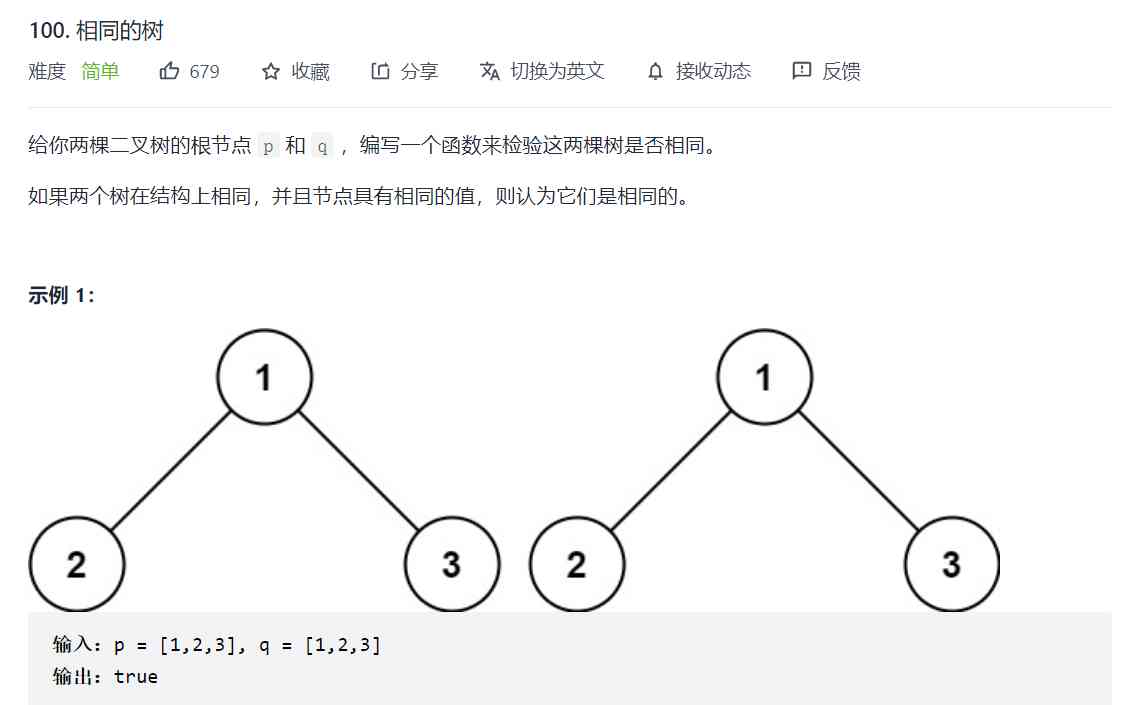 100. 相同的树
难度 简单 679 收藏 分享 切换为英文 接收动态 反馈
给你两棵二叉树的根节点 p 和 q ，编写一个函数来检验这两棵树是否相同。
如果两个树在结构上相同，并且节点具有相同的值，则认为它们是相同的。
示例 1：
1 1
2 3 2 3
输入：p = [1,2,3], q = [1,2,3]
输出：true